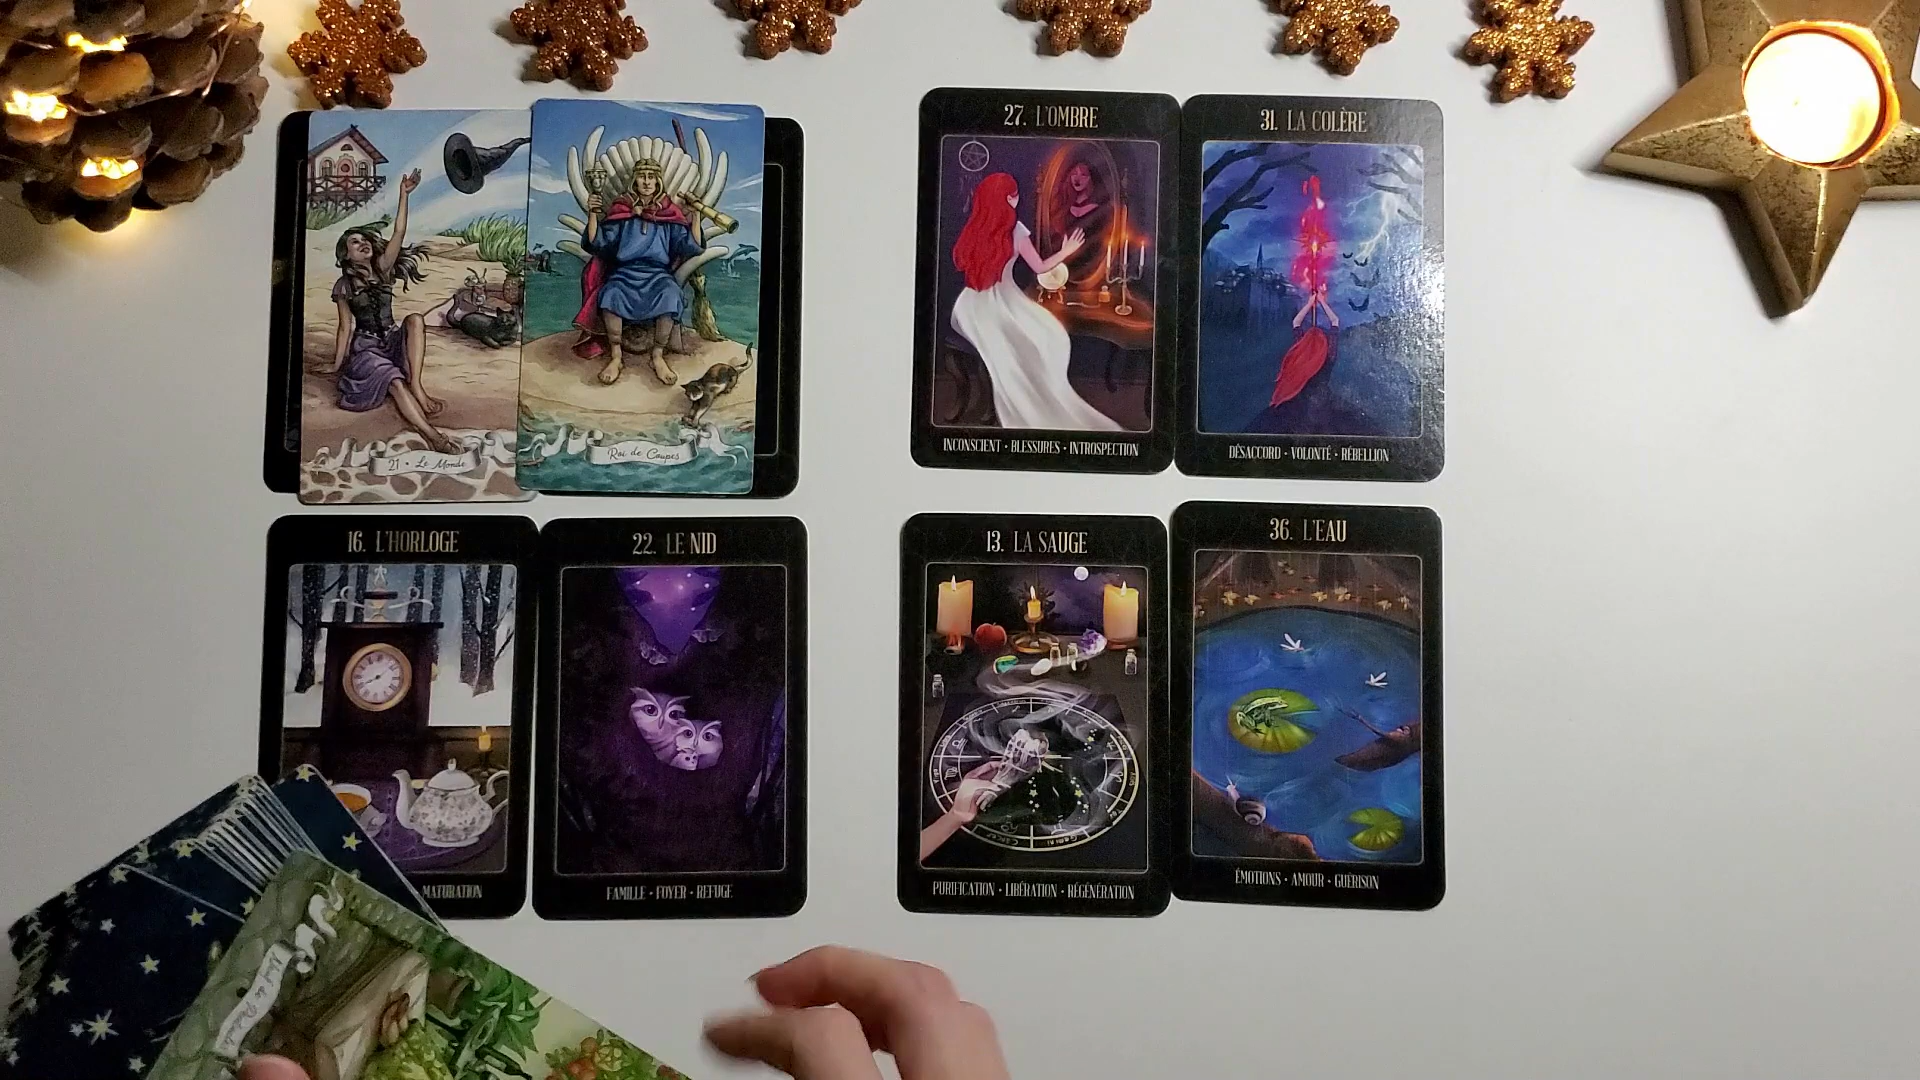 21 • Le Monde
Roi de Coupes
27. L'OMBRE
INCONSCIENT • BLESSURES • INTROSPECTION
31. LA COLÈRE
DÉSACCORD • VOLONTÉ • RÉBELLION
16. L'HORLOGE
MATURATION
22. LE NID
FAMILLE • FOYER • REFUGE
13. LA SAUGE
PURIFICATION • LIBÉRATION • RÉGÉNÉRATION
36. L'EAU
ÉMOTIONS • AMOUR • GUÉRISON